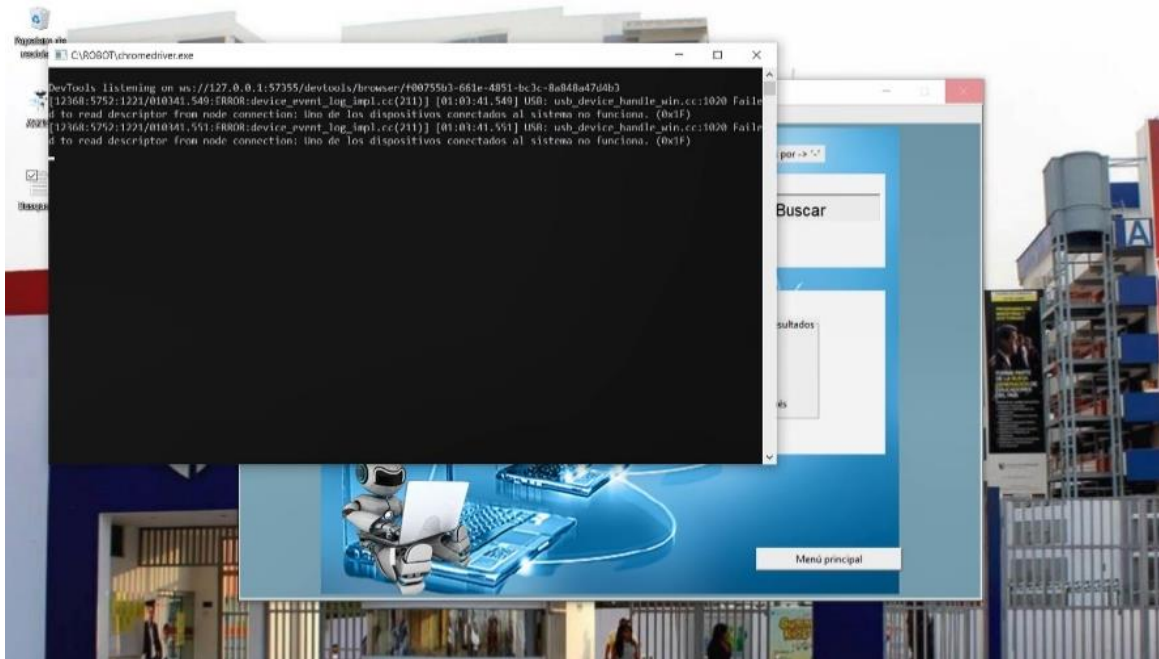 C:\ROBOT\chromedriver.exe
DevTools listening on ws://127.0.0.1:57355/devtools/browser/f00755b3-661e-4851-bc3c-8a848a47d4b3
[12368:5752:1221/010341.549:ERROR:device_event_log_impl.cc(211)] [01:03:41.549] USB: usb_device_handle_win.cc:1020 Faile
d to read descriptor from node connection: Uno de los dispositivos conectados al sistema no funciona. (0x1F)
[12368:5752:1221/010341.551:ERROR:device_event_log_impl.cc(211)] [01:03:41.551] USB: usb_device_handle_win.cc:1020 Faile
d to read descriptor from node connection: Uno de los dispositivos conectados al sistema no funciona. (0x1F)
por -> '-'
Buscar
sultados
és
Menú principal
IA